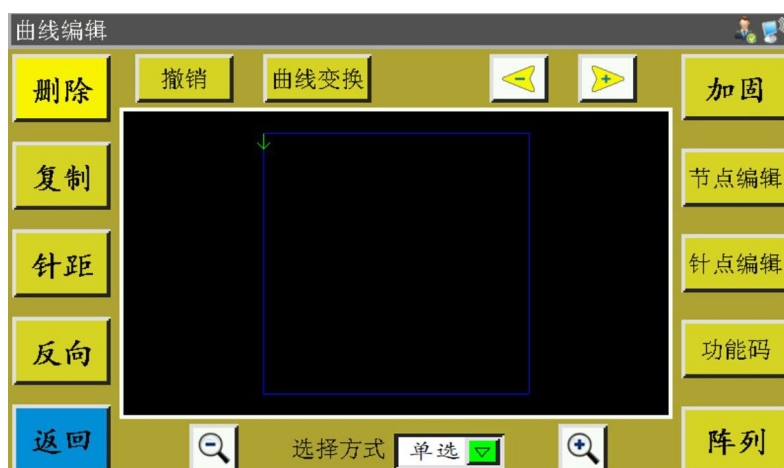 曲线编辑
删除
撤销
曲线变换
加固
复制
节点编辑
针距
针点编辑
反向
功能码
返回
选择方式 单选
阵列